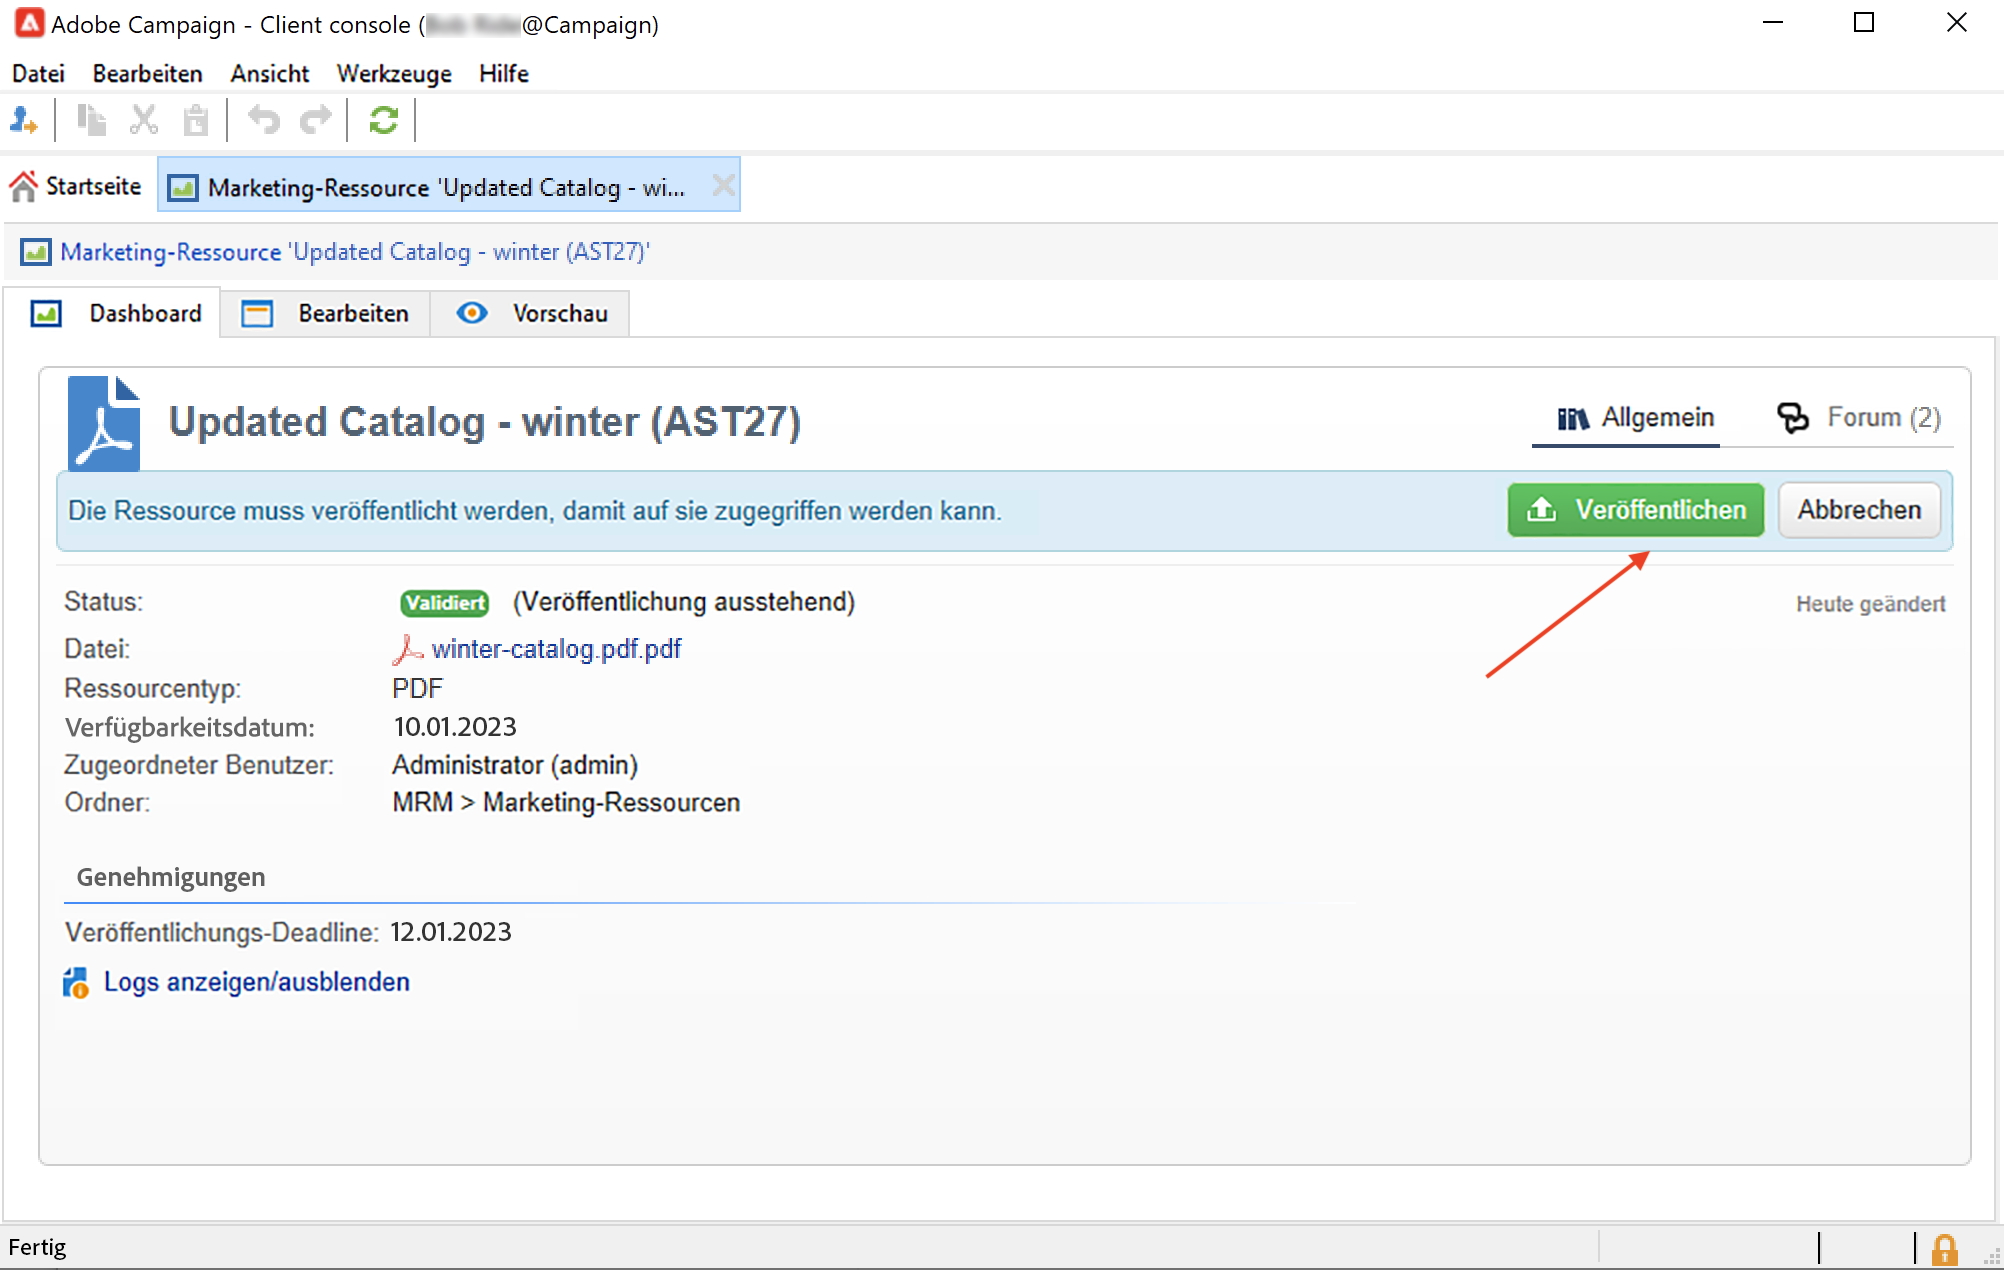 Adobe Campaign - Client console (@Campaign)
Datei Bearbeiten Ansicht Werkzeuge Hilfe
Startseite Marketing-Ressource 'Updated Catalog - wi...
Marketing-Ressource 'Updated Catalog - winter (AST27)'
Dashboard Bearbeiten Vorschau
Updated Catalog - winter (AST27) Allgemein Forum (2)
Die Ressource muss veröffentlicht werden, damit auf sie zugegriffen werden kann. Veröffentlichen Abbrechen
Status: Validiert (Veröffentlichung ausstehend) Heute geändert
Datei: winter-catalog.pdf.pdf
Ressourcentyp: PDF
Verfügbarkeitsdatum: 10.01.2023
Zugeordneter Benutzer: Administrator (admin)
Ordner: MRM > Marketing-Ressourcen
Genehmigungen
Veröffentlichungs-Deadline: 12.01.2023
Logs anzeigen/ausblenden
Fertig